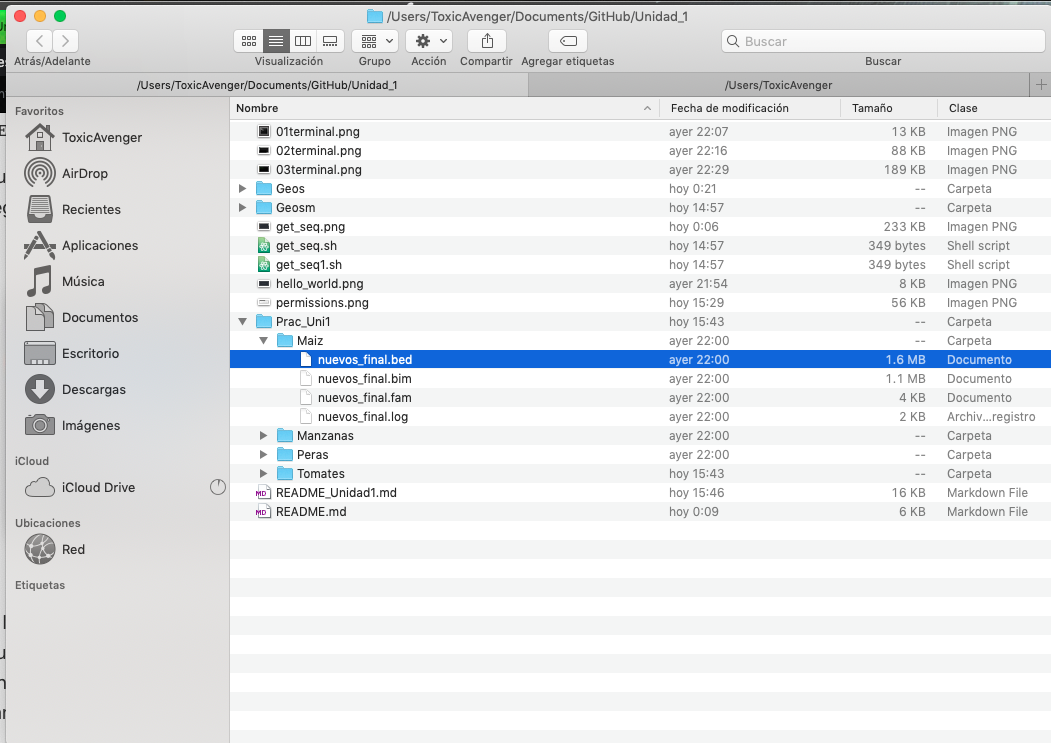 /Users/ToxicAvenger/Documents/GitHub/Unidad_1
Atrás/Adelante Visualización Grupo Acción Compartir Agregar etiquetas Buscar
Buscar
/Users/ToxicAvenger/Documents/GitHub/Unidad_1 /Users/ToxicAvenger
Favoritos
ToxicAvenger
AirDrop
Recientes
Aplicaciones
Música
Documentos
Escritorio
Descargas
Imágenes
iCloud
iCloud Drive
Ubicaciones
Red
Etiquetas
Nombre Fecha de modificación Tamaño Clase
01terminal.png ayer 22:07 13 KB Imagen PNG
02terminal.png ayer 22:16 88 KB Imagen PNG
03terminal.png ayer 22:29 189 KB Imagen PNG
Geos hoy 0:21 -- Carpeta
Geosm hoy 14:57 -- Carpeta
get_seq.png hoy 0:06 233 KB Imagen PNG
get_seq.sh hoy 14:57 349 bytes Shell script
get_seq1.sh hoy 14:57 349 bytes Shell script
hello_world.png ayer 21:54 8 KB Imagen PNG
permissions.png hoy 15:29 56 KB Imagen PNG
Prac_Uni1 hoy 15:43 -- Carpeta
Maiz ayer 22:00 -- Carpeta
nuevos_final.bed ayer 22:00 1.6 MB Documento
nuevos_final.bim ayer 22:00 1.1 MB Documento
nuevos_final.fam ayer 22:00 4 KB Documento
nuevos_final.log ayer 22:00 2 KB Archiv...registro
Manzanas ayer 22:00 -- Carpeta
Peras ayer 22:00 -- Carpeta
Tomates hoy 15:43 -- Carpeta
MD README_Unidad1.md hoy 15:46 16 KB Markdown File
MD README.md hoy 0:09 6 KB Markdown File